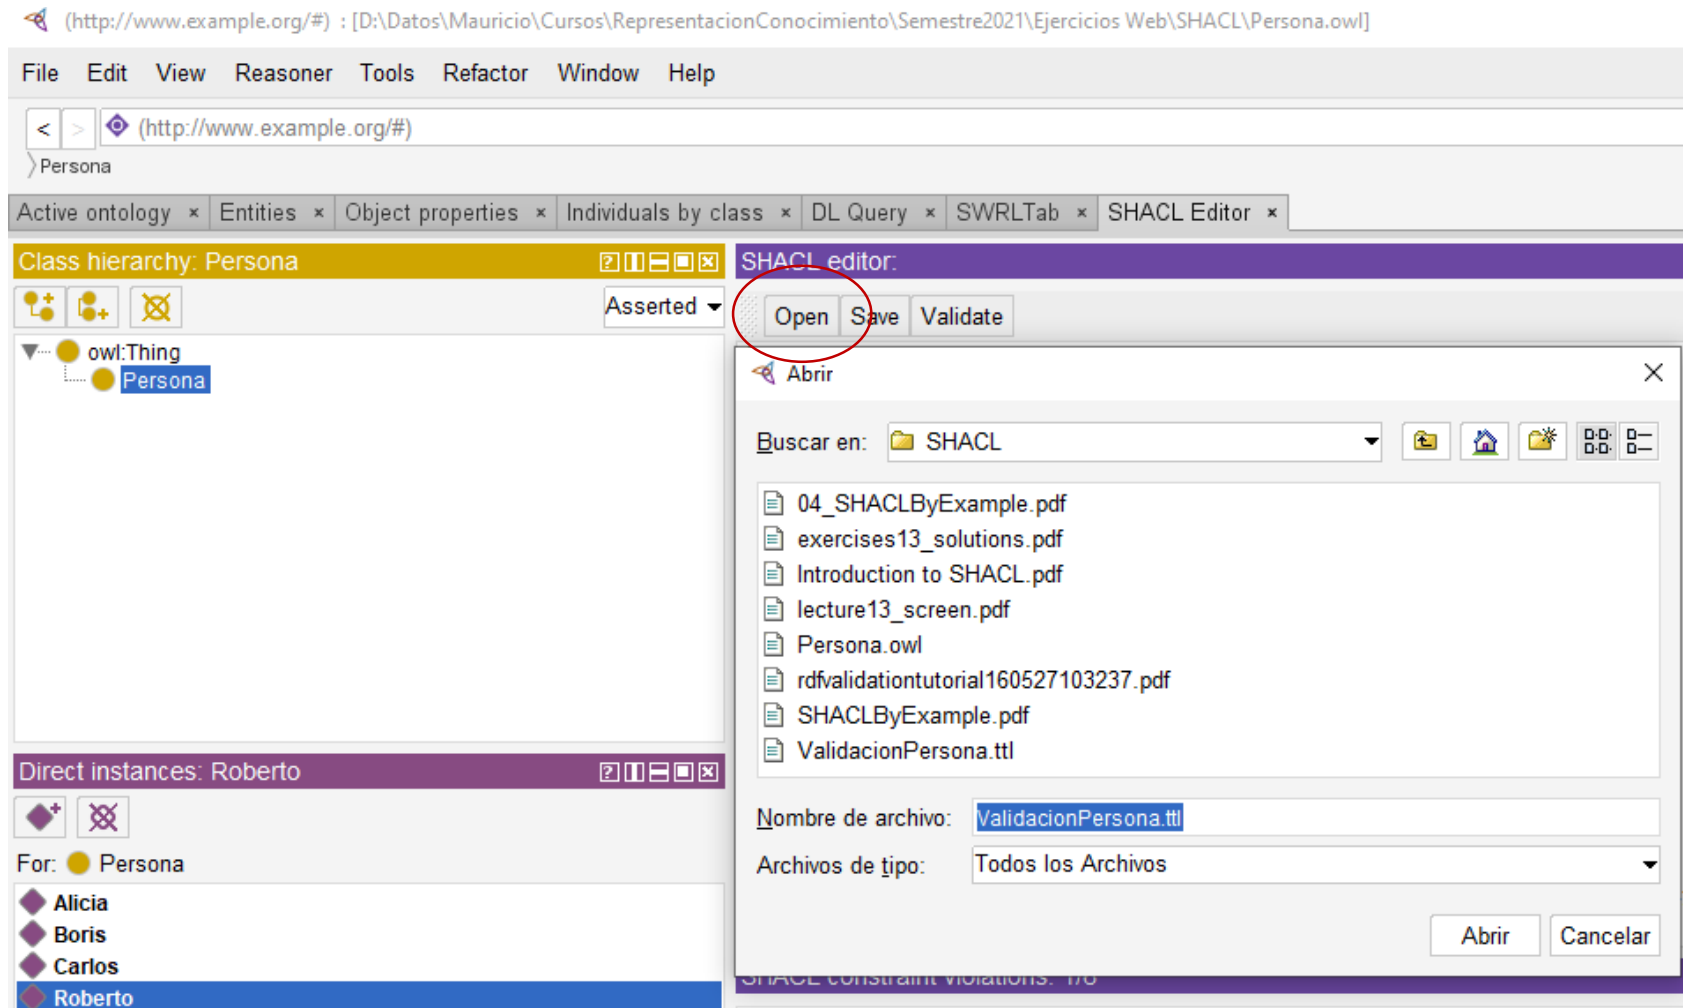 (http://www.example.org/#) : [D:\Datos\Mauricio\Cursos\RepresentacionConocimiento\Semestre2021\Ejercicios Web\SHACL\Persona.owl]
File Edit View Reasoner Tools Refactor Window Help
< > (http://www.example.org/#)
Persona
Active ontology × Entities × Object properties × Individuals by class × DL Query × SWRLTab × SHACL Editor ×
Class hierarchy: Persona
Asserted
owl:Thing
Persona
Direct instances: Roberto
For: Persona
Alicia
Boris
Carlos
Roberto
SHACL editor:
Open Save Validate
Abrir
Buscar en: SHACL
04_SHACLByExample.pdf
exercises13_solutions.pdf
Introduction to SHACL.pdf
lecture13_screen.pdf
Persona.owl
rdfvalidationtutorial160527103237.pdf
SHACLByExample.pdf
ValidacionPersona.ttl
Nombre de archivo: ValidacionPersona.ttl
Archivos de tipo: Todos los Archivos
Abrir Cancelar
SHACL constraint violations: 1/6